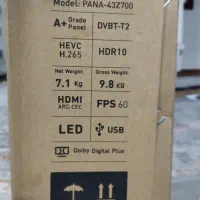 Model: PANA-43Z700
A+ Grade Panel
DVBT-T2
HEVC H.265
HDR10
Net Weight:
7.1 Kg
Gross Weight:
9.8 Kg
HDMI ARC-CEC
FPS 60
LED
USB
Dolby Digital Plus